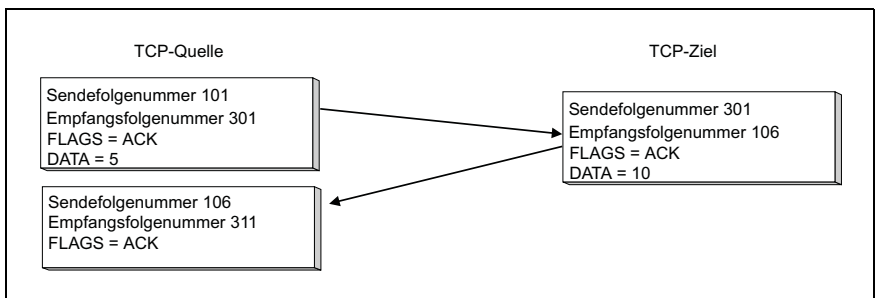 TCP-Quelle
TCP-Ziel
Sendefolgenummer 101
Empfangsfolgenummer 301
FLAGS = ACK
DATA = 5
Sendefolgenummer 301
Empfangsfolgenummer 106
FLAGS = ACK
DATA = 10
Sendefolgenummer 106
Empfangsfolgenummer 311
FLAGS = ACK